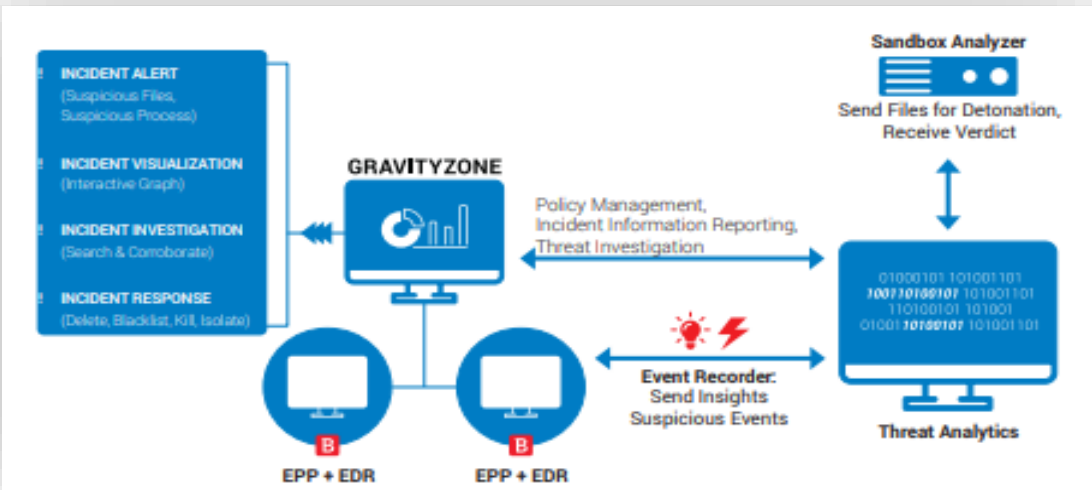 INCIDENT ALERT
(Suspicious Files,
Suspicious Process)
INCIDENT VISUALIZATION
(Interactive Graph)
INCIDENT INVESTIGATION
(Search & Corroborate)
INCIDENT RESPONSE
(Delete, Blacklist, Kill, Isolate)
GRAVITYZONE
Policy Management,
Incident Information Reporting,
Threat Investigation
Sandbox Analyzer
Send Files for Detonation,
Receive Verdict
01000101 101001101
100110100101 101001101
110100101 101001
01001 10100101 101001101
Threat Analytics
Event Recorder:
Send Insights
Suspicious Events
B
EPP + EDR
B
EPP + EDR